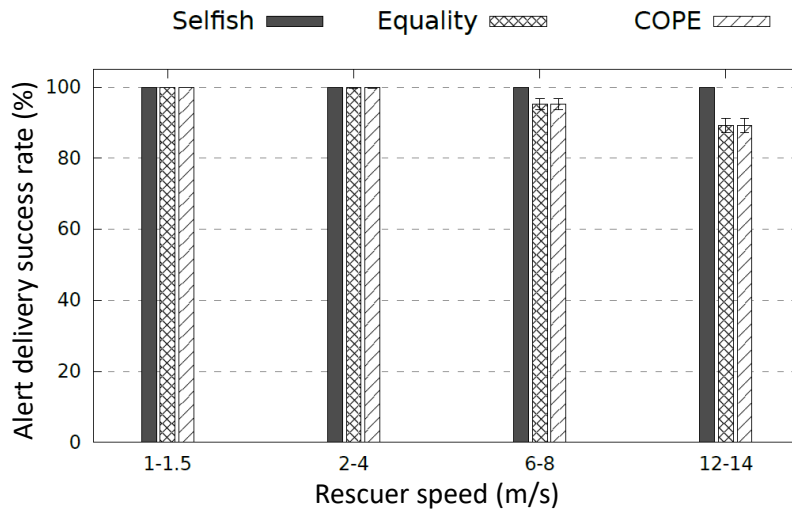 Selfish Equality COPE
Alert delivery success rate (%)
100
80
60
40
20
0
1-1.5 2-4 6-8 12-14
Rescuer speed (m/s)